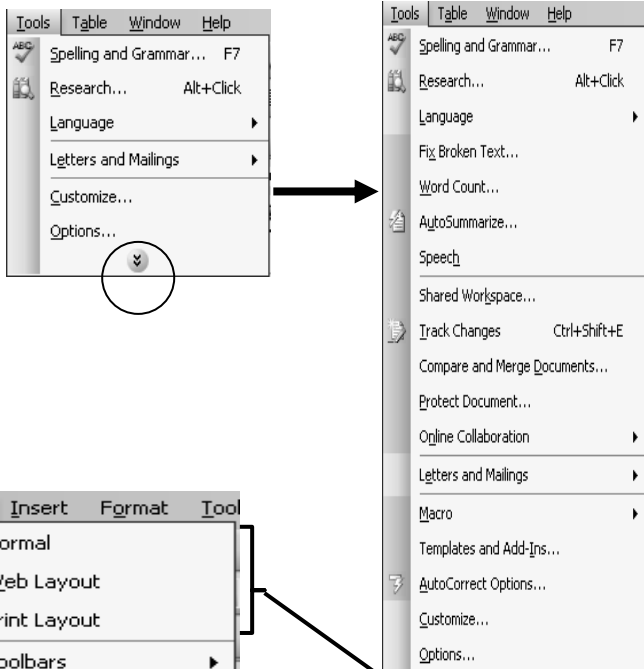 Tools Table Window Help
Spelling and Grammar... F7
Research... Alt+Click
Language
Letters and Mailings
Customize...
Options...
Tools Table Window Help
Spelling and Grammar... F7
Research... Alt+Click
Language
Fix Broken Text...
Word Count...
AutoSummarize...
Speech
Shared Workspace...
Track Changes Ctrl+Shift+E
Compare and Merge Documents...
Protect Document...
Online Collaboration
Letters and Mailings
Macro
Templates and Add-Ins...
AutoCorrect Options...
Customize...
Options...
Insert Format Tool
ormal
eb Layout
rint Layout
oolbars